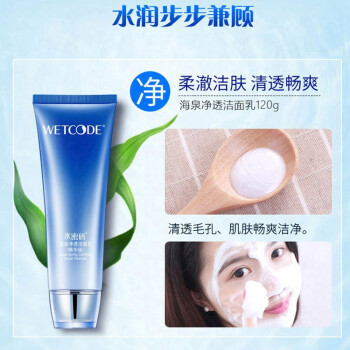 水润步步兼顾
净
柔澈洁肤 清透畅爽
海泉净透洁面乳120g
WETCODE®
水密码®
清透毛孔、肌肤畅爽洁净。